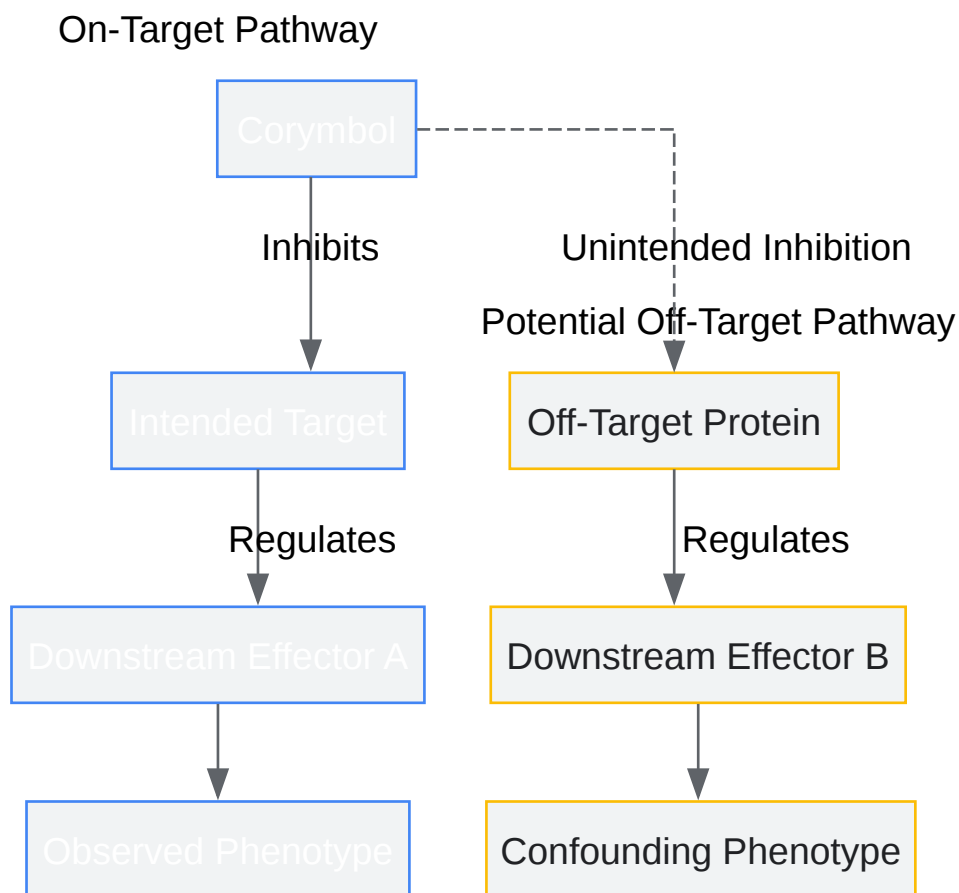 On-Target Pathway
Corymbol
Inhibits
Unintended Inhibition
Potential Off-Target Pathway
Intended Target
Off-Target Protein
Regulates
Regulates
Downstream Effector A
Downstream Effector B
Observed Phenotype
Confounding Phenotype